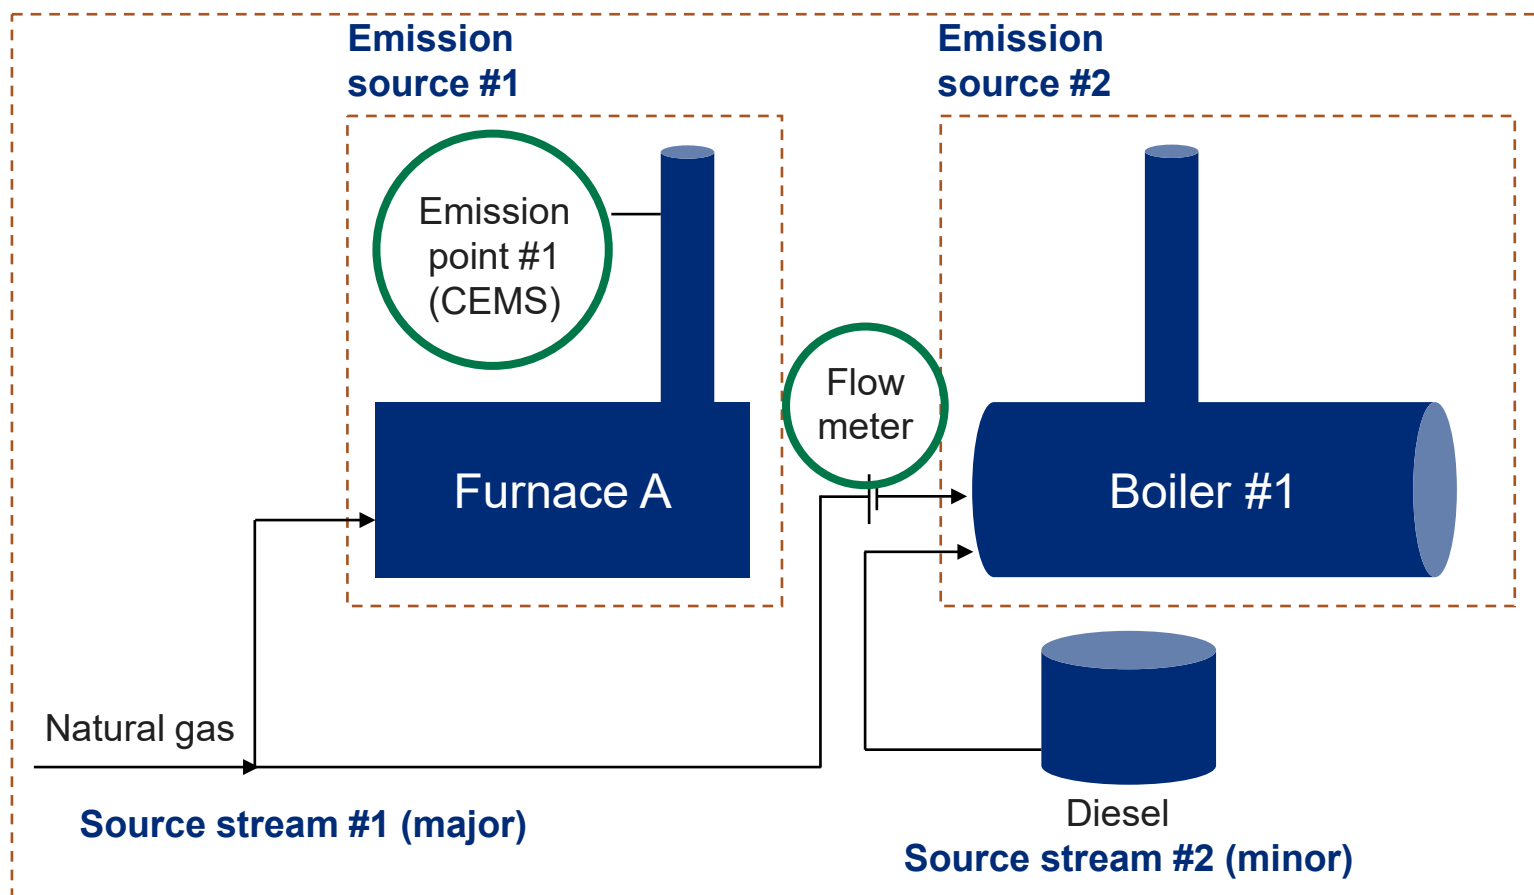 Emission
source #1
Emission
source #2
Emission
point #1
(CEMS)
Flow
meter
Furnace A
Boiler #1
Natural gas
Source stream #1 (major)
Diesel
Source stream #2 (minor)